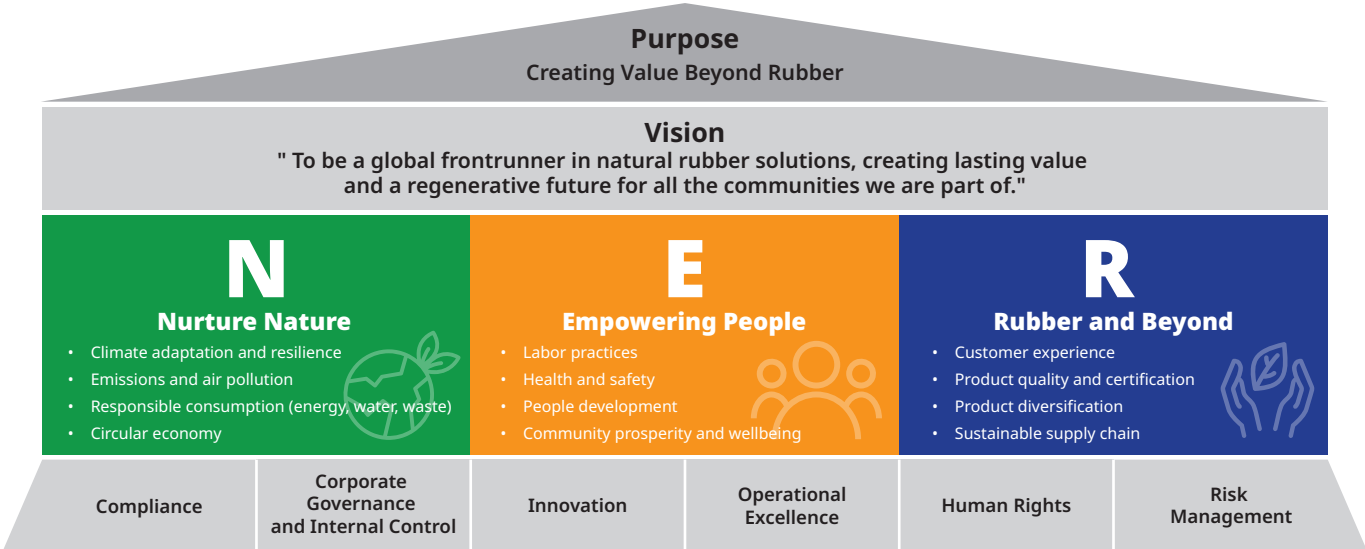 Purpose
Creating Value Beyond Rubber
Vision
" To be a global frontrunner in natural rubber solutions, creating lasting value
and a regenerative future for all the communities we are part of."
N
Nurture Nature
• Climate adaptation and resilience
• Emissions and air pollution
• Responsible consumption (energy, water, waste)
• Circular economy
E
Empowering People
• Labor practices
• Health and safety
• People development
• Community prosperity and wellbeing
R
Rubber and Beyond
• Customer experience
• Product quality and certification
• Product diversification
• Sustainable supply chain
Compliance
Corporate
Governance
and Internal Control
Innovation
Operational
Excellence
Human Rights
Risk
Management